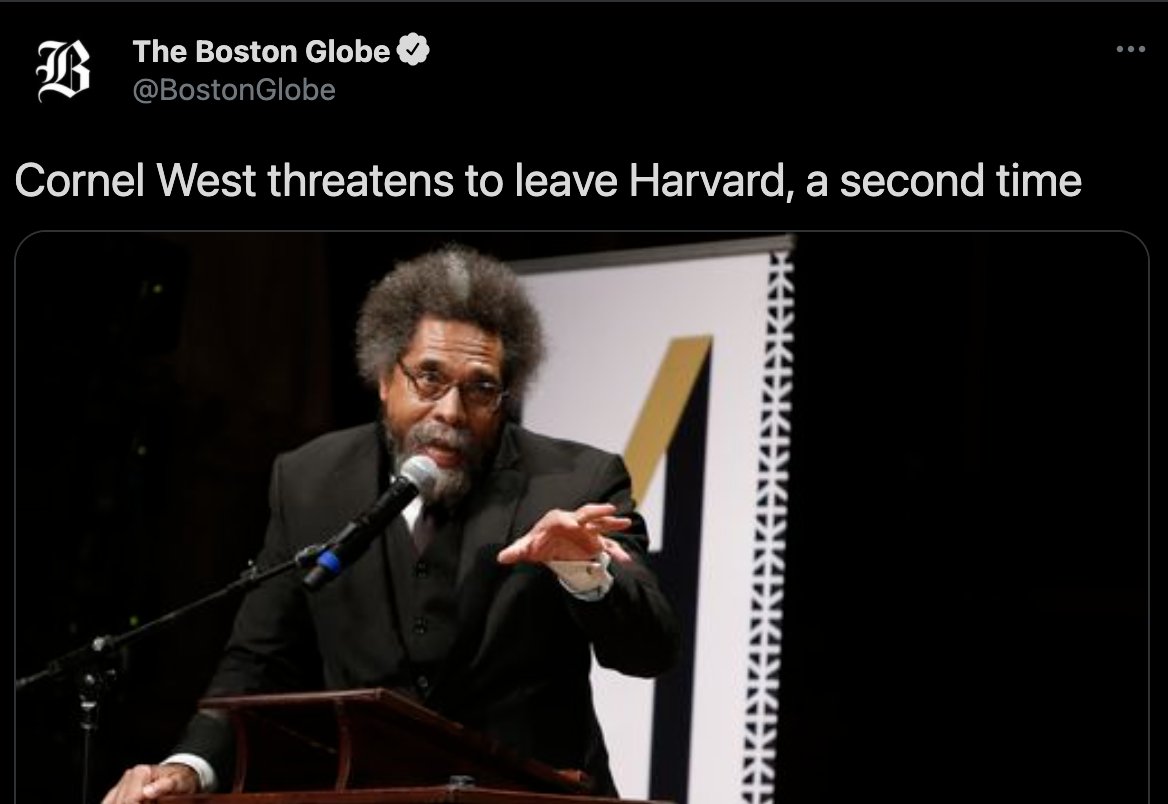 The Boston Globe
@BostonGlobe
Cornel West threatens to leave Harvard, a second time